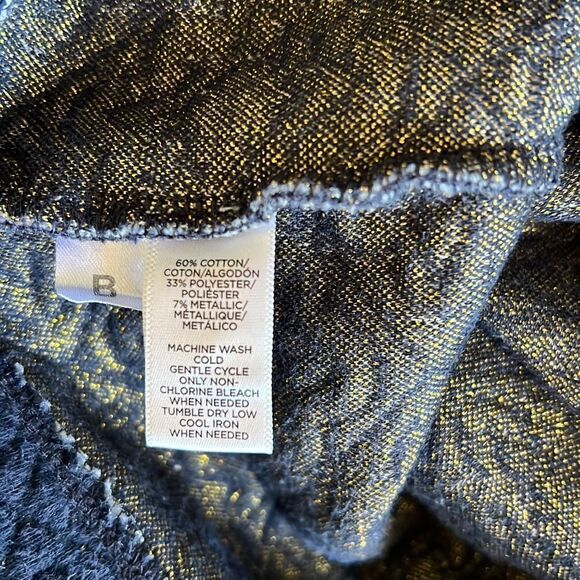 B
60% COTTON/
COTON/ALGODÓN
33% POLYESTER/
POLIÉSTER
7% METALLIC/
MÉTALLIQUE/
METÁLICO
MACHINE WASH
COLD
GENTLE CYCLE
ONLY NON-
CHLORINE BLEACH
WHEN NEEDED
TUMBLE DRY LOW
COOL IRON
WHEN NEEDED